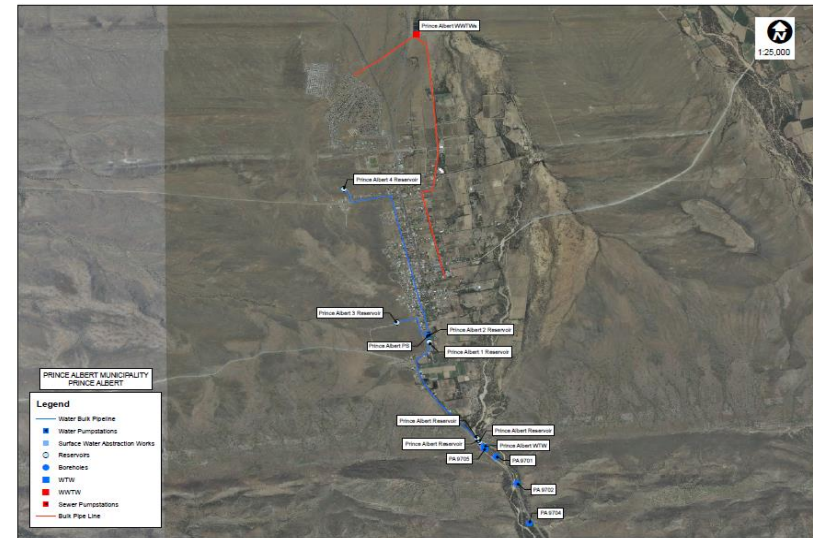 Prince Albert WWTWs
N
1:25,000
Prince Albert 4 Reservoir
Prince Albert 3 Reservoir
Prince Albert 2 Reservoir
Prince Albert PS
Prince Albert 1 Reservoir
PRINCE ALBERT MUNICIPALITY
PRINCE ALBERT
Legend
Water Bulk Pipeline
Water Pumpstations
Surface Water Abstraction Works
Reservoirs
Boreholes
WTW
WWTW
Sewer Pumpstations
Bulk Pipe Line
Prince Albert Reservoir
Prince Albert Reservoir
Prince Albert Reservoir
Prince Albert WTW
PA 9705
PA 9701
PA 9702
PA 9704